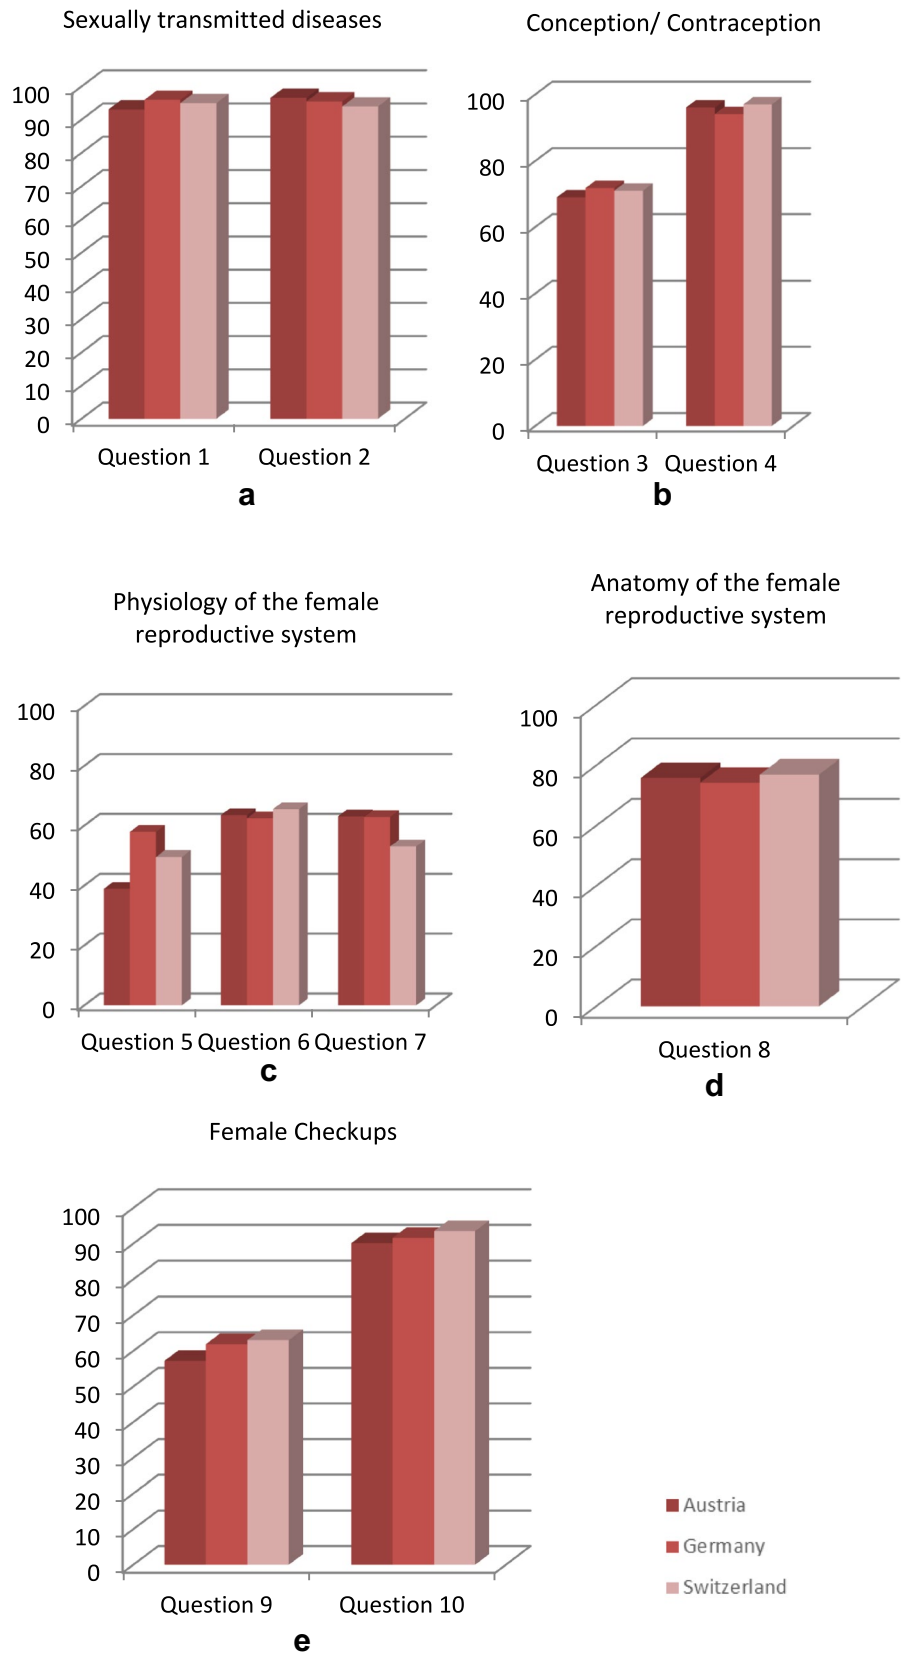 Sexually transmitted diseases
100
90
80
70
60
50
40
30
20
10
0
Question 1
Question 2
a
Conception/ Contraception
100
80
60
40
20
0
Question 3
Question 4
b
Physiology of the female
reproductive system
100
80
60
40
20
0
Question 5
Question 6
Question 7
c
Anatomy of the female
reproductive system
100
80
60
40
20
0
Question 8
d
Female Checkups
100
90
80
70
60
50
40
30
20
10
0
Question 9
Question 10
e
Austria
Germany
Switzerland